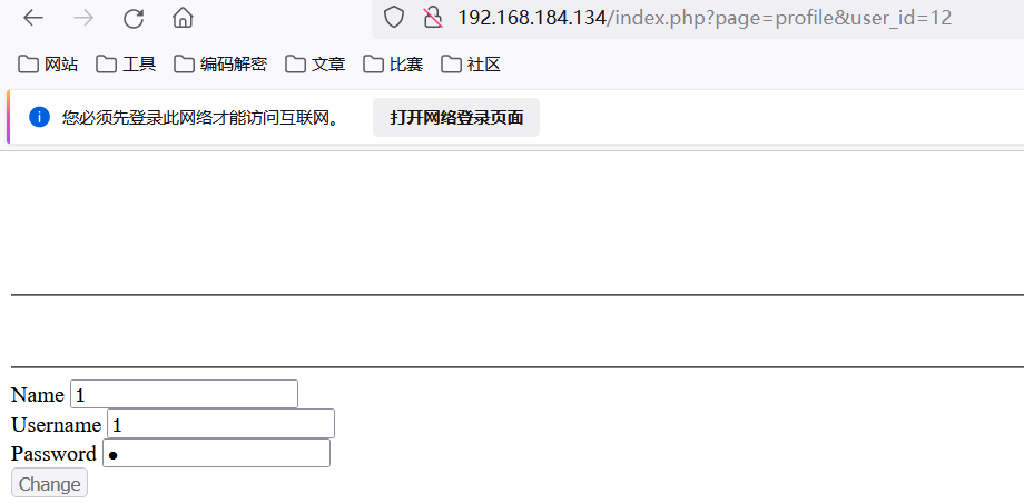 192.168.184.134/index.php?page=profile&user_id=12
网站 工具 编码解密 文章 比赛 社区
您必须先登录此网络才能访问互联网。 打开网络登录页面
Name 1
Username 1
Password ●
Change